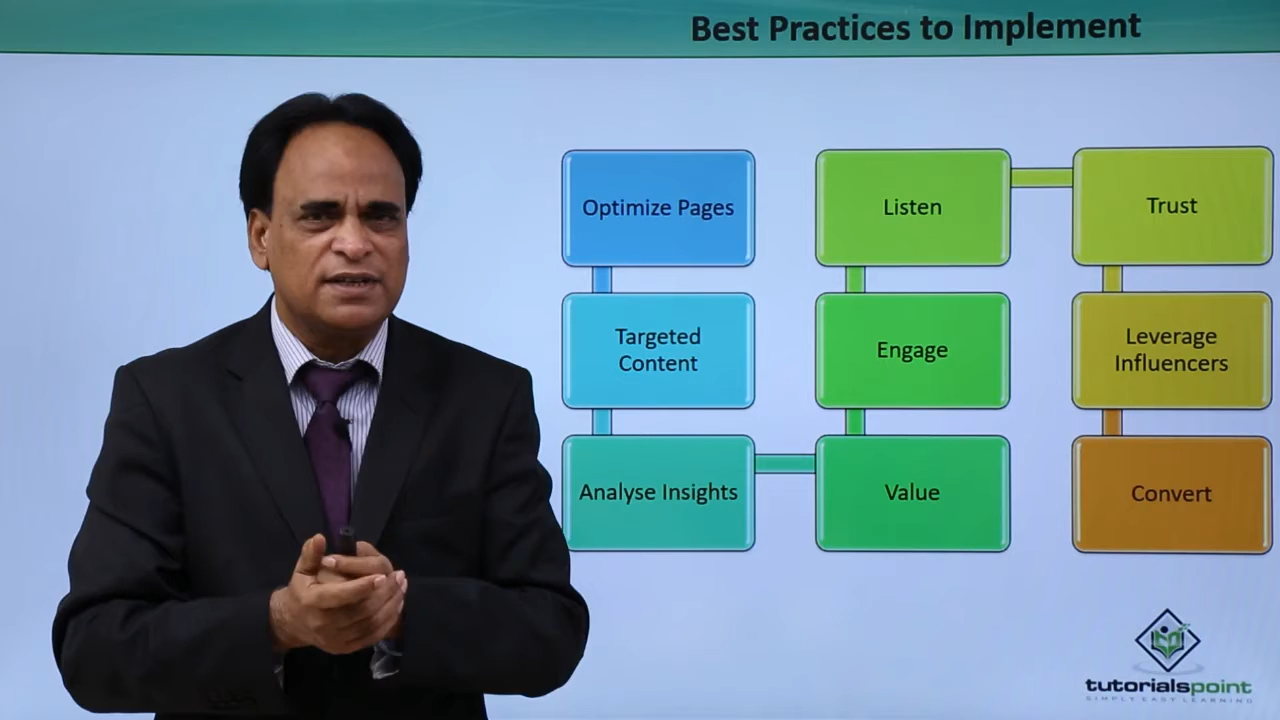 Best Practices to Implement
Optimize Pages
Targeted
Content
Analyse Insights
Value
Engage
Listen
Trust
Leverage
Influencers
Convert
tutorialspoint
SIMPLY EASY LEARNING